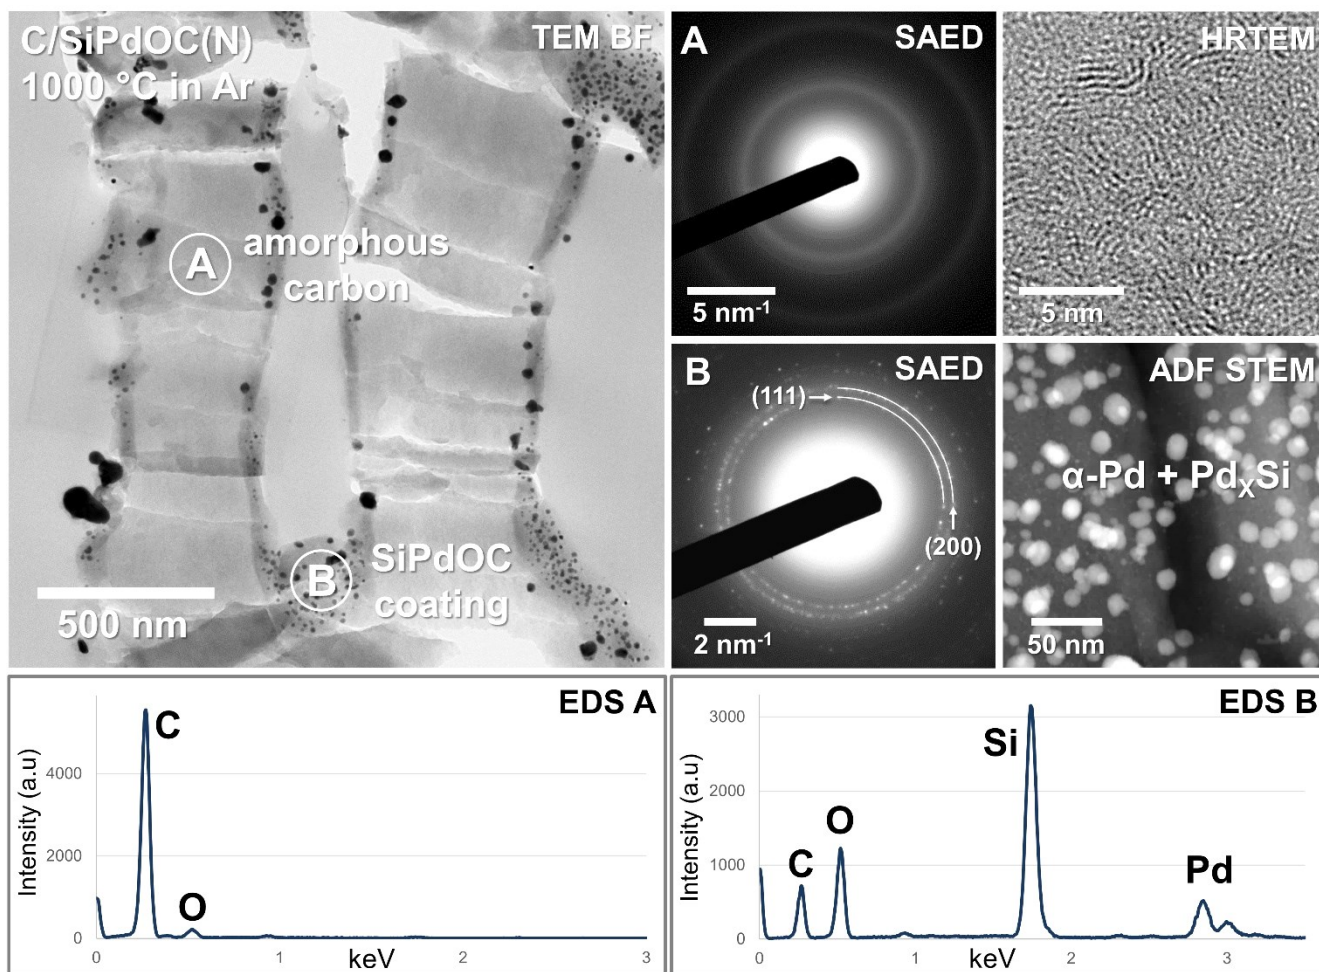 C/SiPdOC(N)
1000 °C in Ar
TEM BF
A
amorphous
carbon
B
SiPdOC
coating
500 nm
A
SAED
5 nm-1
HRTEM
5 nm
B
SAED
(111)
(200)
2 nm-1
ADF STEM
α-Pd + PdXSi
50 nm
EDS A
Intensity (a.u)
4000
2000
0
C
O
0
1
2
3
keV
EDS B
Intensity (a.u)
3000
2000
1000
0
C
O
Si
Pd
0
1
2
3
keV